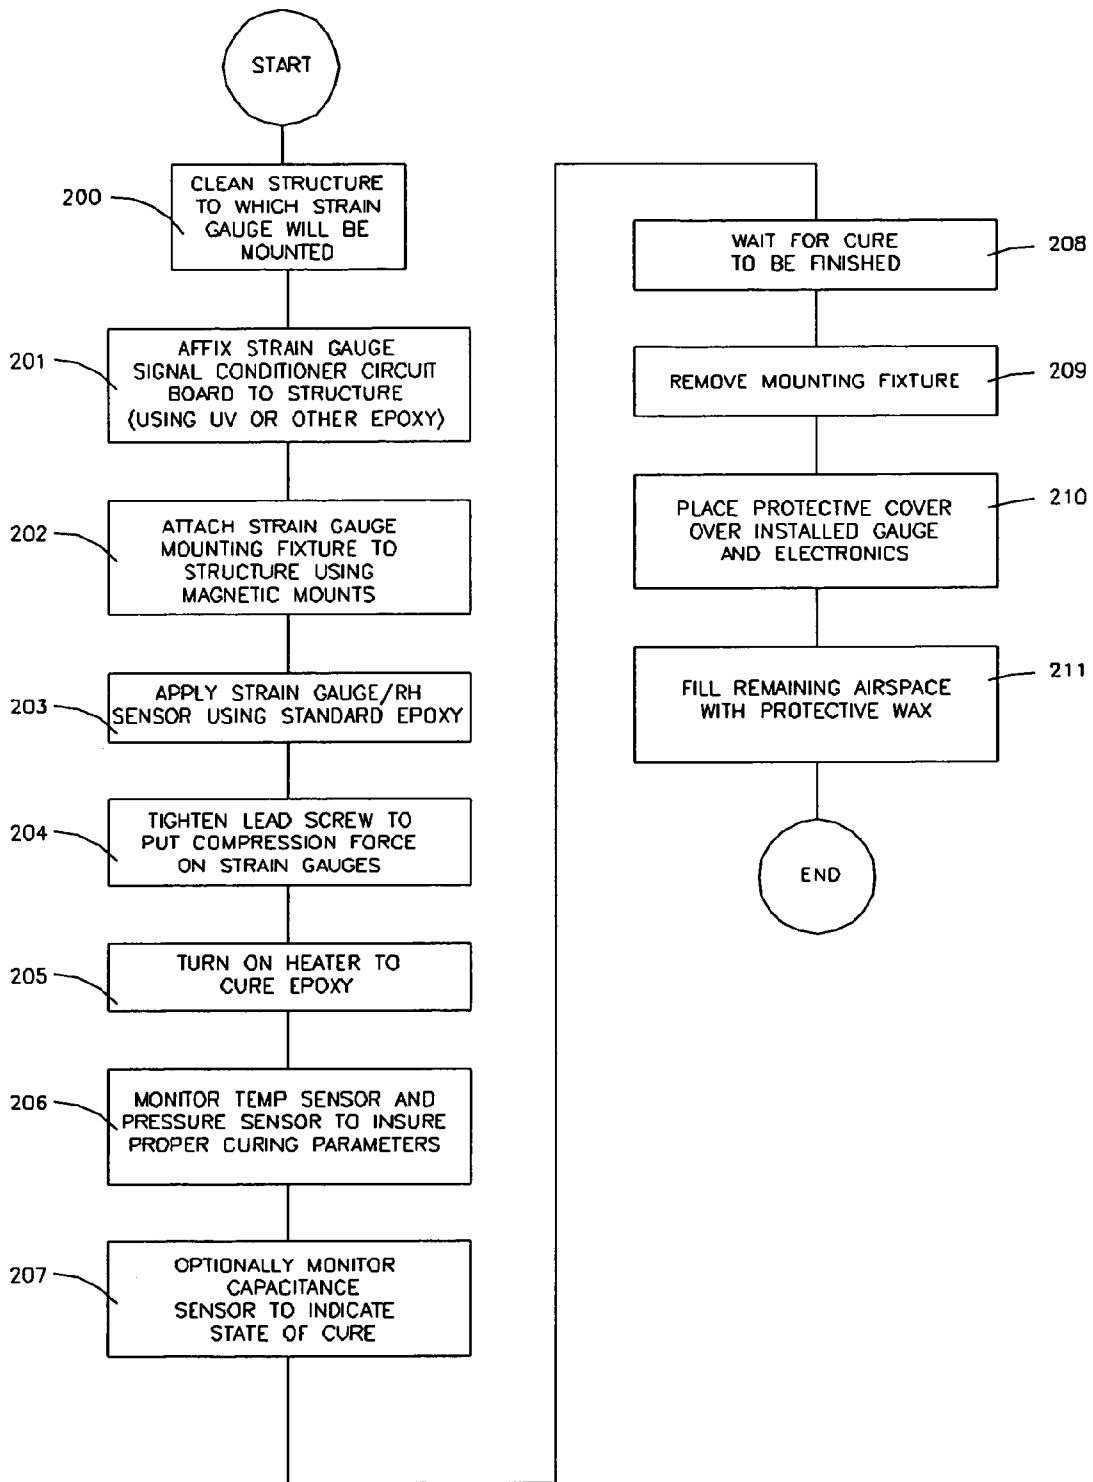 START
200
CLEAN STRUCTURE
TO WHICH STRAIN
GAUGE WILL BE
MOUNTED
201
AFFIX STRAIN GAUGE
SIGNAL CONDITIONER CIRCUIT
BOARD TO STRUCTURE
(USING UV OR OTHER EPOXY)
202
ATTACH STRAIN GAUGE
MOUNTING FIXTURE TO
STRUCTURE USING
MAGNETIC MOUNTS
203
APPLY STRAIN GAUGE/RH
SENSOR USING STANDARD EPOXY
204
TIGHTEN LEAD SCREW TO
PUT COMPRESSION FORCE
ON STRAIN GAUGES
205
TURN ON HEATER TO
CURE EPOXY
206
MONITOR TEMP SENSOR AND
PRESSURE SENSOR TO INSURE
PROPER CURING PARAMETERS
207
OPTIONALLY MONITOR
CAPACITANCE
SENSOR TO INDICATE
STATE OF CURE
WAIT FOR CURE
TO BE FINISHED
208
REMOVE MOUNTING FIXTURE
209
PLACE PROTECTIVE COVER
OVER INSTALLED GAUGE
AND ELECTRONICS
210
FILL REMAINING AIRSPACE
WITH PROTECTIVE WAX
211
END